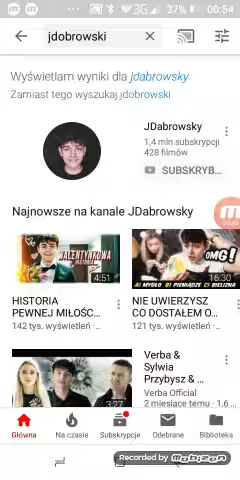 3G 37% 00:54
jdobrowski
Wyświetlam wyniki dla jdabrowsky
Zamiast tego wyszukaj jdobrowski
JDabrowsky
1,4 mln subskrypcji
428 filmów
SUBSKRYB...
Najnowsze na kanale JDabrowsky
WALENTYNKOWA
4:51
OMG!
A) MYDŁO B) PIENIĄDZE C) BIELIZNA
16:30
HISTORIA
PEWNEJ MIŁOŚC...
142 tys. wyświetleń · ...
NIE UWIERZYSZ
CO DOSTAŁEM O...
121 tys. wyświetleń · ...
3:27
Verba &
Sylwia
Przybysz & ...
Verba Official
2 miesiące temu · 1,6 ...
Główna
Na czasie
Subskrypcje
Odebrane
Biblioteka
Recorded by Mobizen